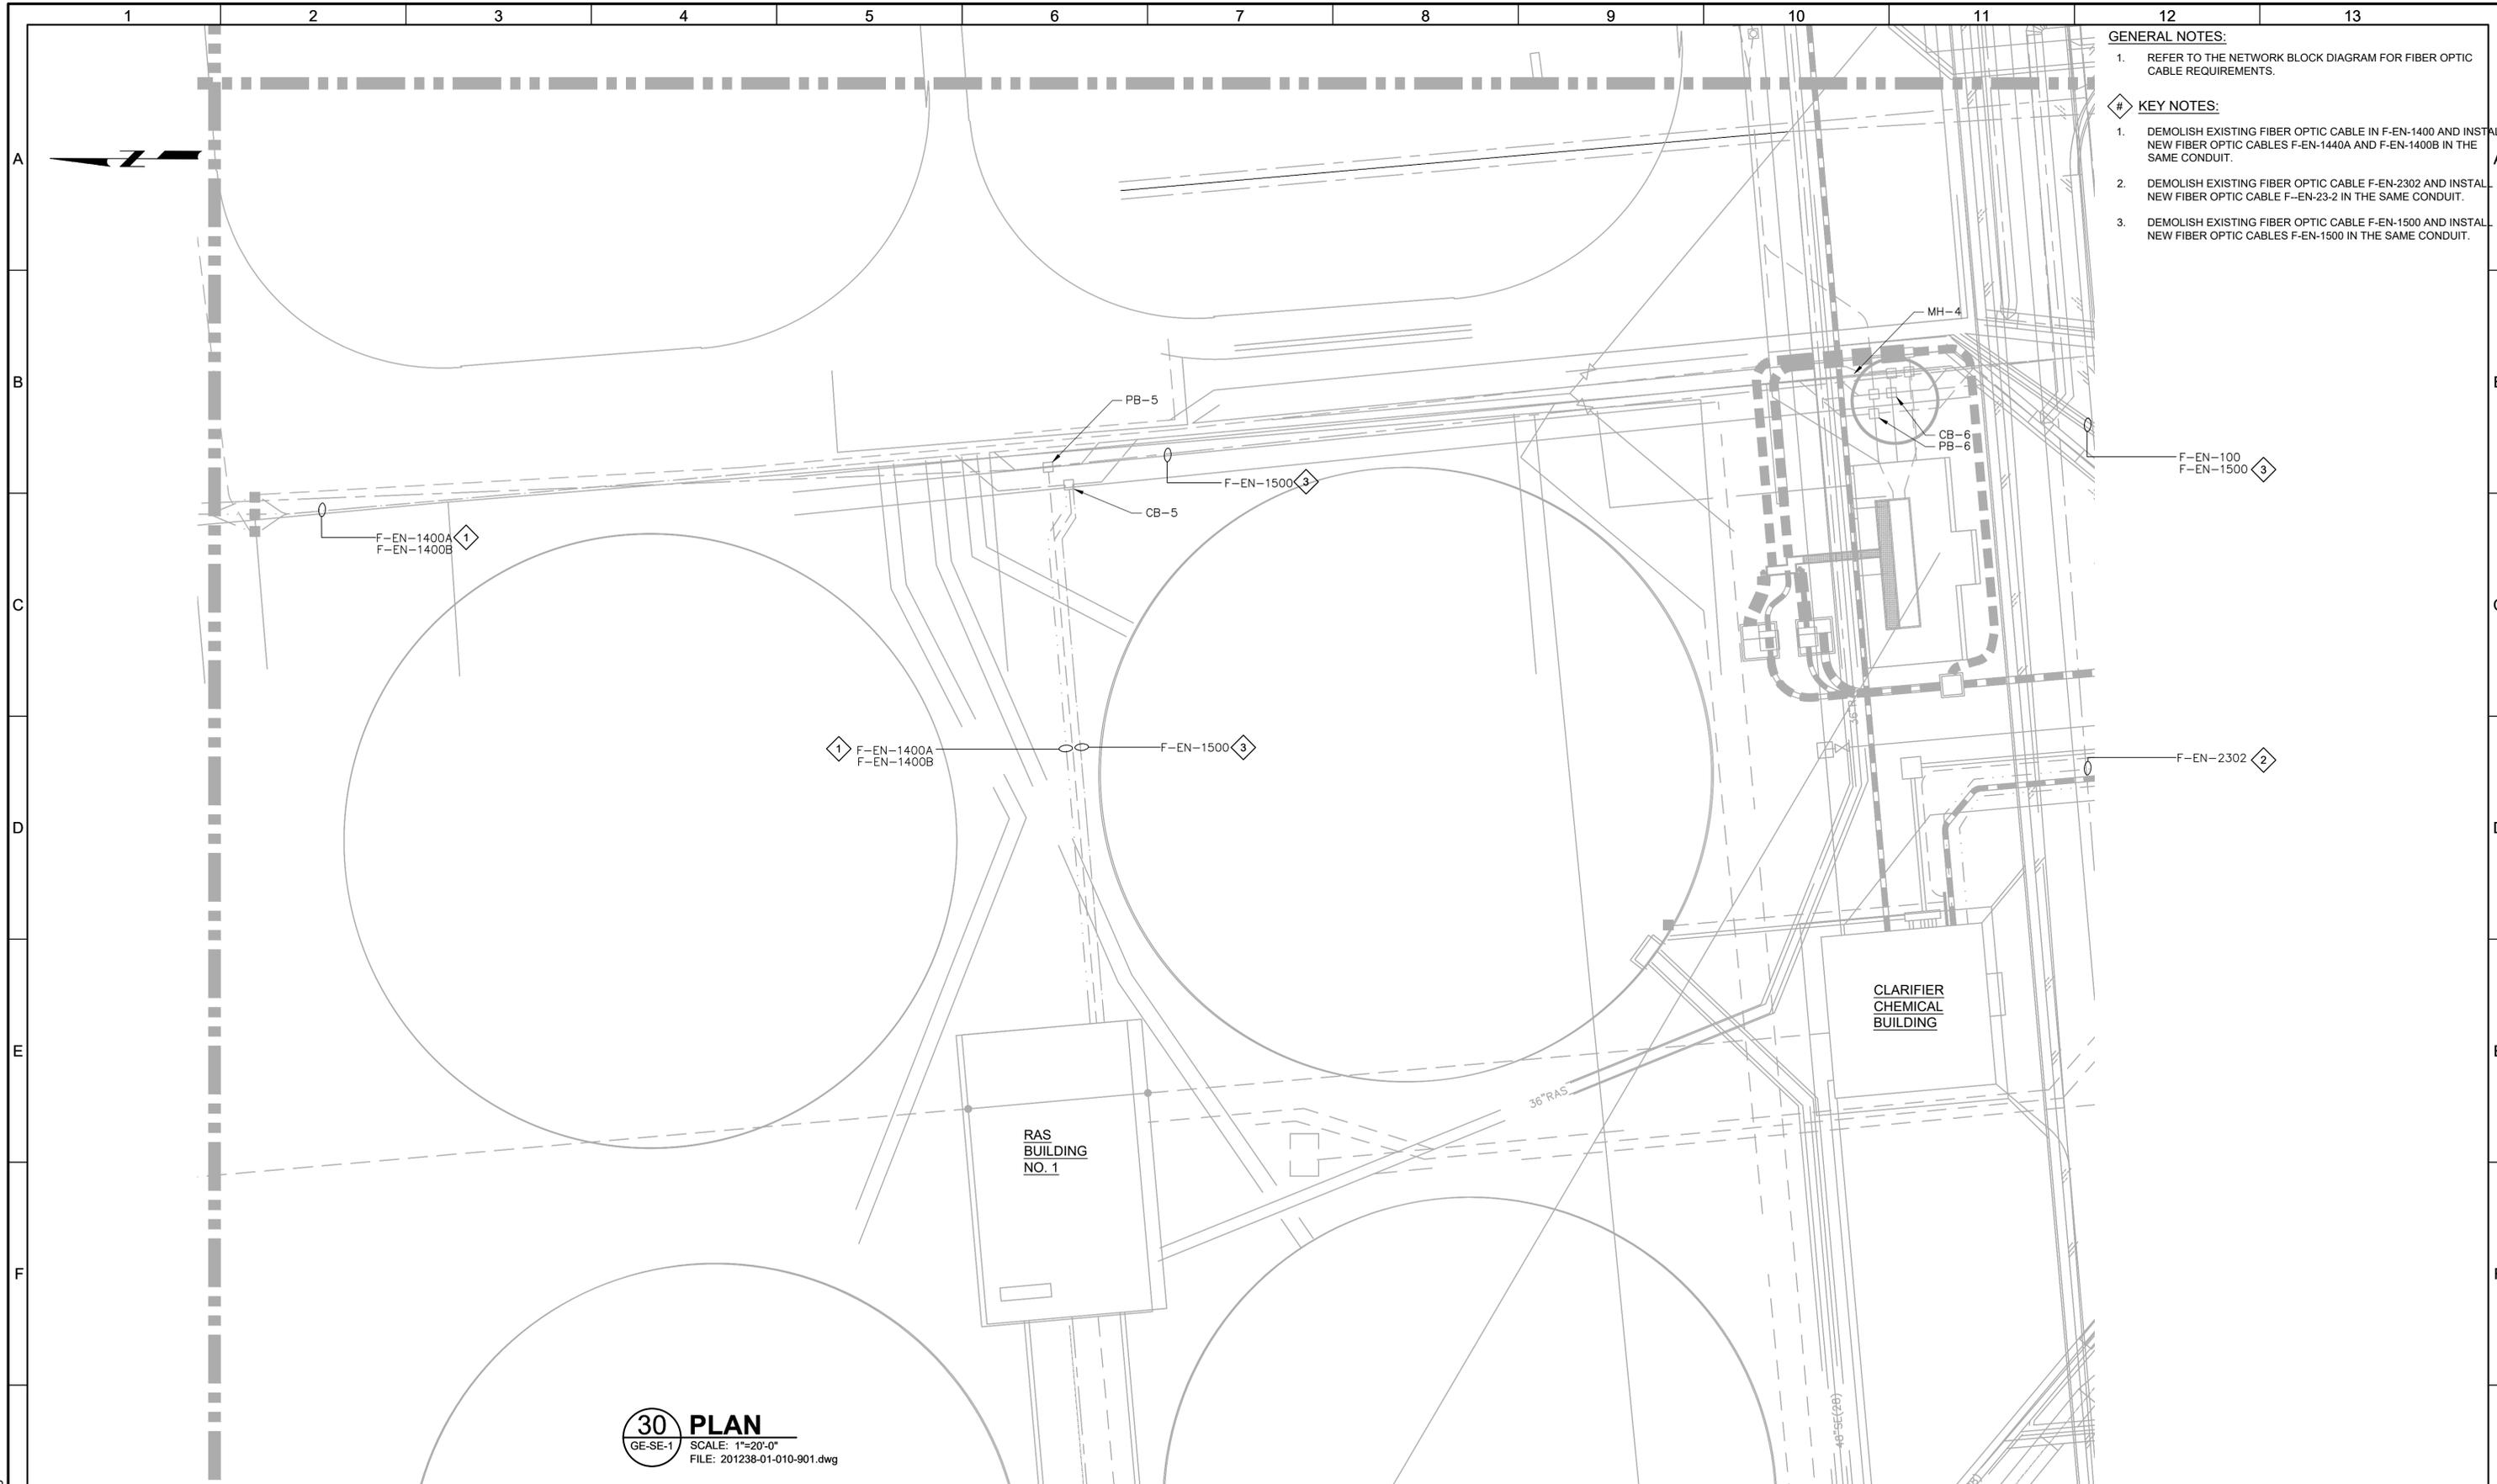 1 2 3 4 5 6 7 8 9 10 11 12 13
GENERAL NOTES:
1. REFER TO THE NETWORK BLOCK DIAGRAM FOR FIBER OPTIC
CABLE REQUIREMENTS.
# KEY NOTES:
1. DEMOLISH EXISTING FIBER OPTIC CABLE IN F-EN-1400 AND INSTAL
NEW FIBER OPTIC CABLES F-EN-1440A AND F-EN-1400B IN THE
SAME CONDUIT.
2. DEMOLISH EXISTING FIBER OPTIC CABLE F-EN-2302 AND INSTALL
NEW FIBER OPTIC CABLE F--EN-23-2 IN THE SAME CONDUIT.
3. DEMOLISH EXISTING FIBER OPTIC CABLE F-EN-1500 AND INSTALL
NEW FIBER OPTIC CABLES F-EN-1500 IN THE SAME CONDUIT.
A
N
MH-4
B
PB-5
CB-6
PB-6
F-EN-100
F-EN-1500 3
F-EN-1500 3
CB-5
F-EN-1400A 1
F-EN-1400B
C
36"R
1 F-EN-1400A
F-EN-1400B
F-EN-1500 3
F-EN-2302 2
D
CLARIFIER
CHEMICAL
BUILDING
E
36"RAS
RAS
BUILDING
NO. 1
F
48"SE(28)
30
GE-SE-1
PLAN
SCALE: 1"=20'-0"
FILE: 201238-01-010-901.dwg